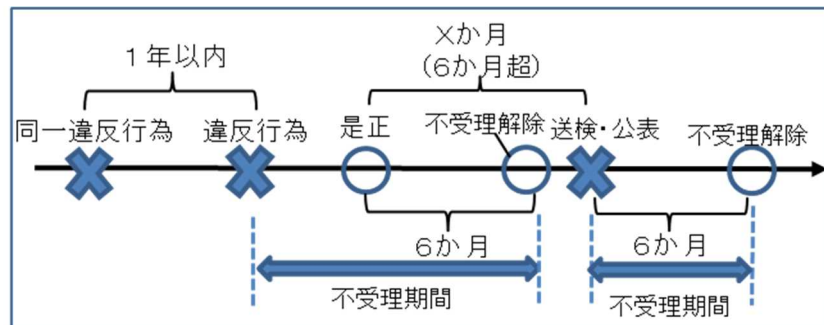 1年以内
Xか月
(6か月超)
同一違反行為
違反行為
是正
不受理解除
送検・公表
不受理解除
6か月
6か月
不受理期間
不受理期間